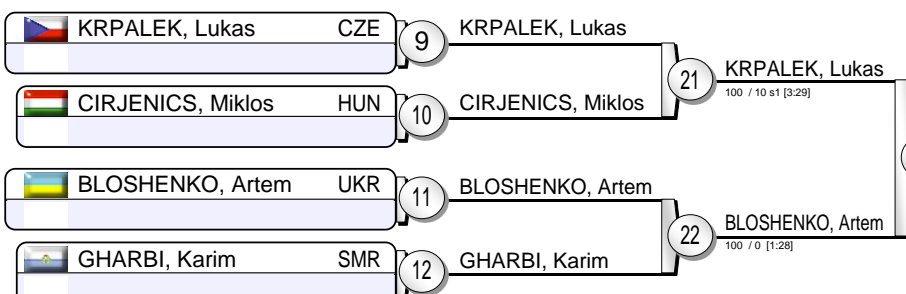 KRPALEK, Lukas CZE
9
KRPALEK, Lukas
21
KRPALEK, Lukas
100 / 10 s1 [3:29]
CIRJENICS, Miklos HUN
10
CIRJENICS, Miklos
BLOSHENKO, Artem UKR
11
BLOSHENKO, Artem
22
BLOSHENKO, Artem
100 / 0 [1:28]
GHARBI, Karim SMR
12
GHARBI, Karim